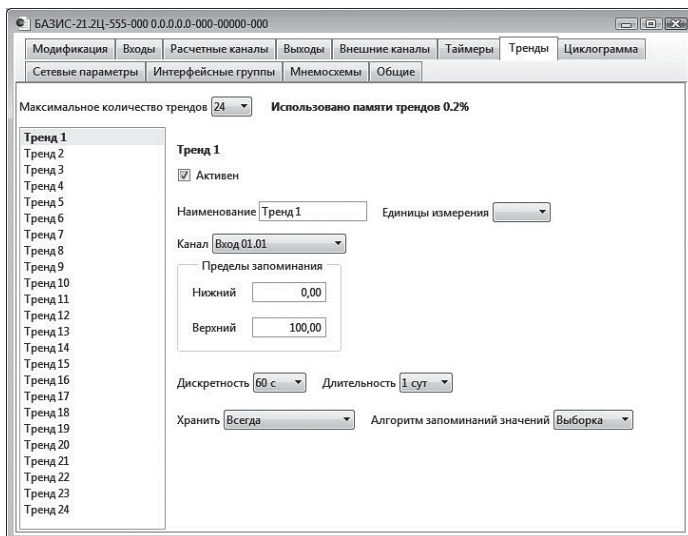 БАЗИС-21.2Ц-555-000 0.0.0.0.0-000-00000-000
Модификация Входы Расчетные каналы Выходы Внешние каналы Таймеры Тренды Циклограмма
Сетевые параметры Интерфейсные группы Мнемосхемы Общие
Максимальное количество трендов 24 Использовано памяти трендов 0.2%
Тренд 1
Тренд 2
Тренд 3
Тренд 4
Тренд 5
Тренд 6
Тренд 7
Тренд 8
Тренд 9
Тренд 10
Тренд 11
Тренд 12
Тренд 13
Тренд 14
Тренд 15
Тренд 16
Тренд 17
Тренд 18
Тренд 19
Тренд 20
Тренд 21
Тренд 22
Тренд 23
Тренд 24
Тренд 1
Активен
Наименование Тренд 1 Единицы измерения
Канал Вход 01.01
Пределы запоминания
Нижний 0,00
Верхний 100,00
Дискретность 60 с Длительность 1 сут
Хранить Всегда Алгоритм запоминаний значений Выборка